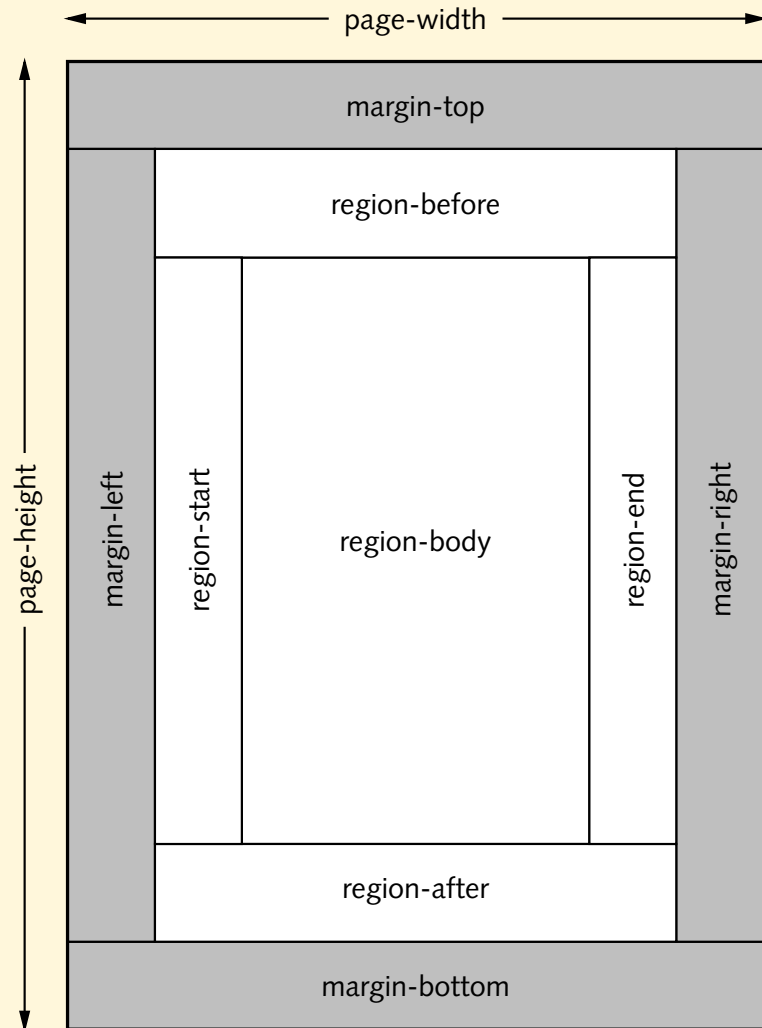 page-width
margin-top
region-before
page-height
margin-left
region-start
region-body
region-end
margin-right
region-after
margin-bottom